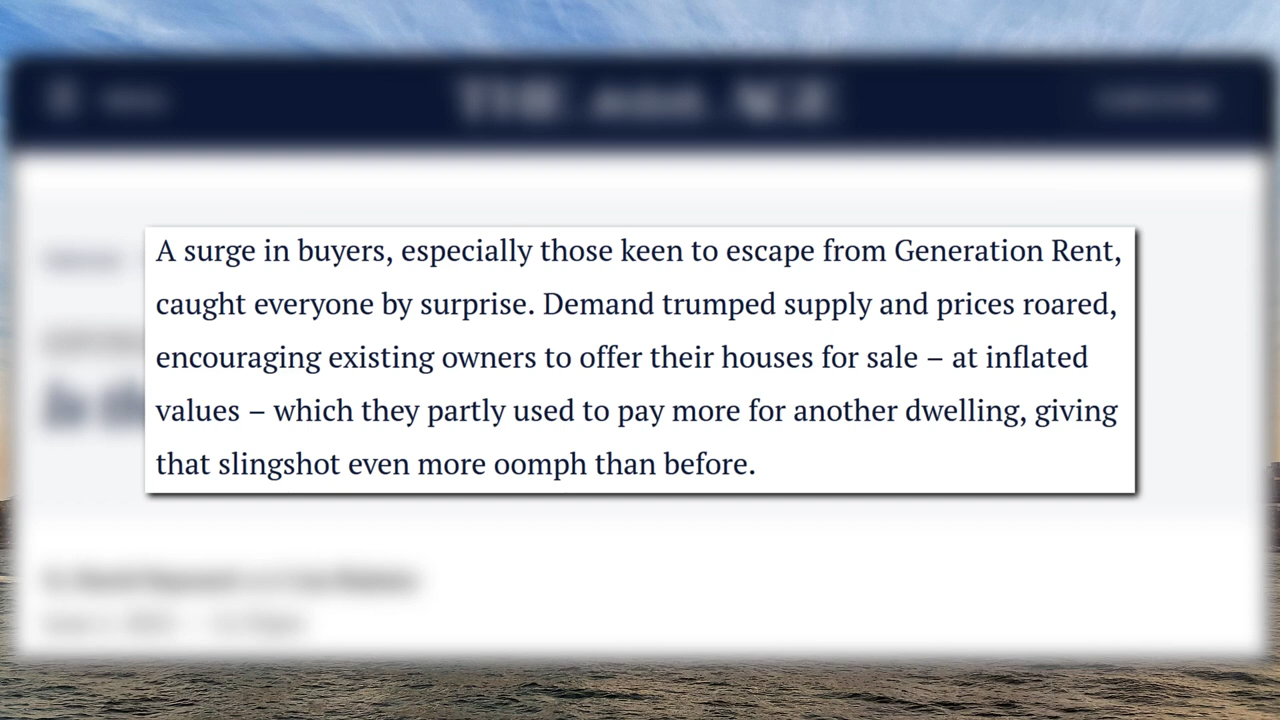 A surge in buyers, especially those keen to escape from Generation Rent,
caught everyone by surprise. Demand trumped supply and prices roared,
encouraging existing owners to offer their houses for sale – at inflated
values – which they partly used to pay more for another dwelling, giving
that slingshot even more oomph than before.